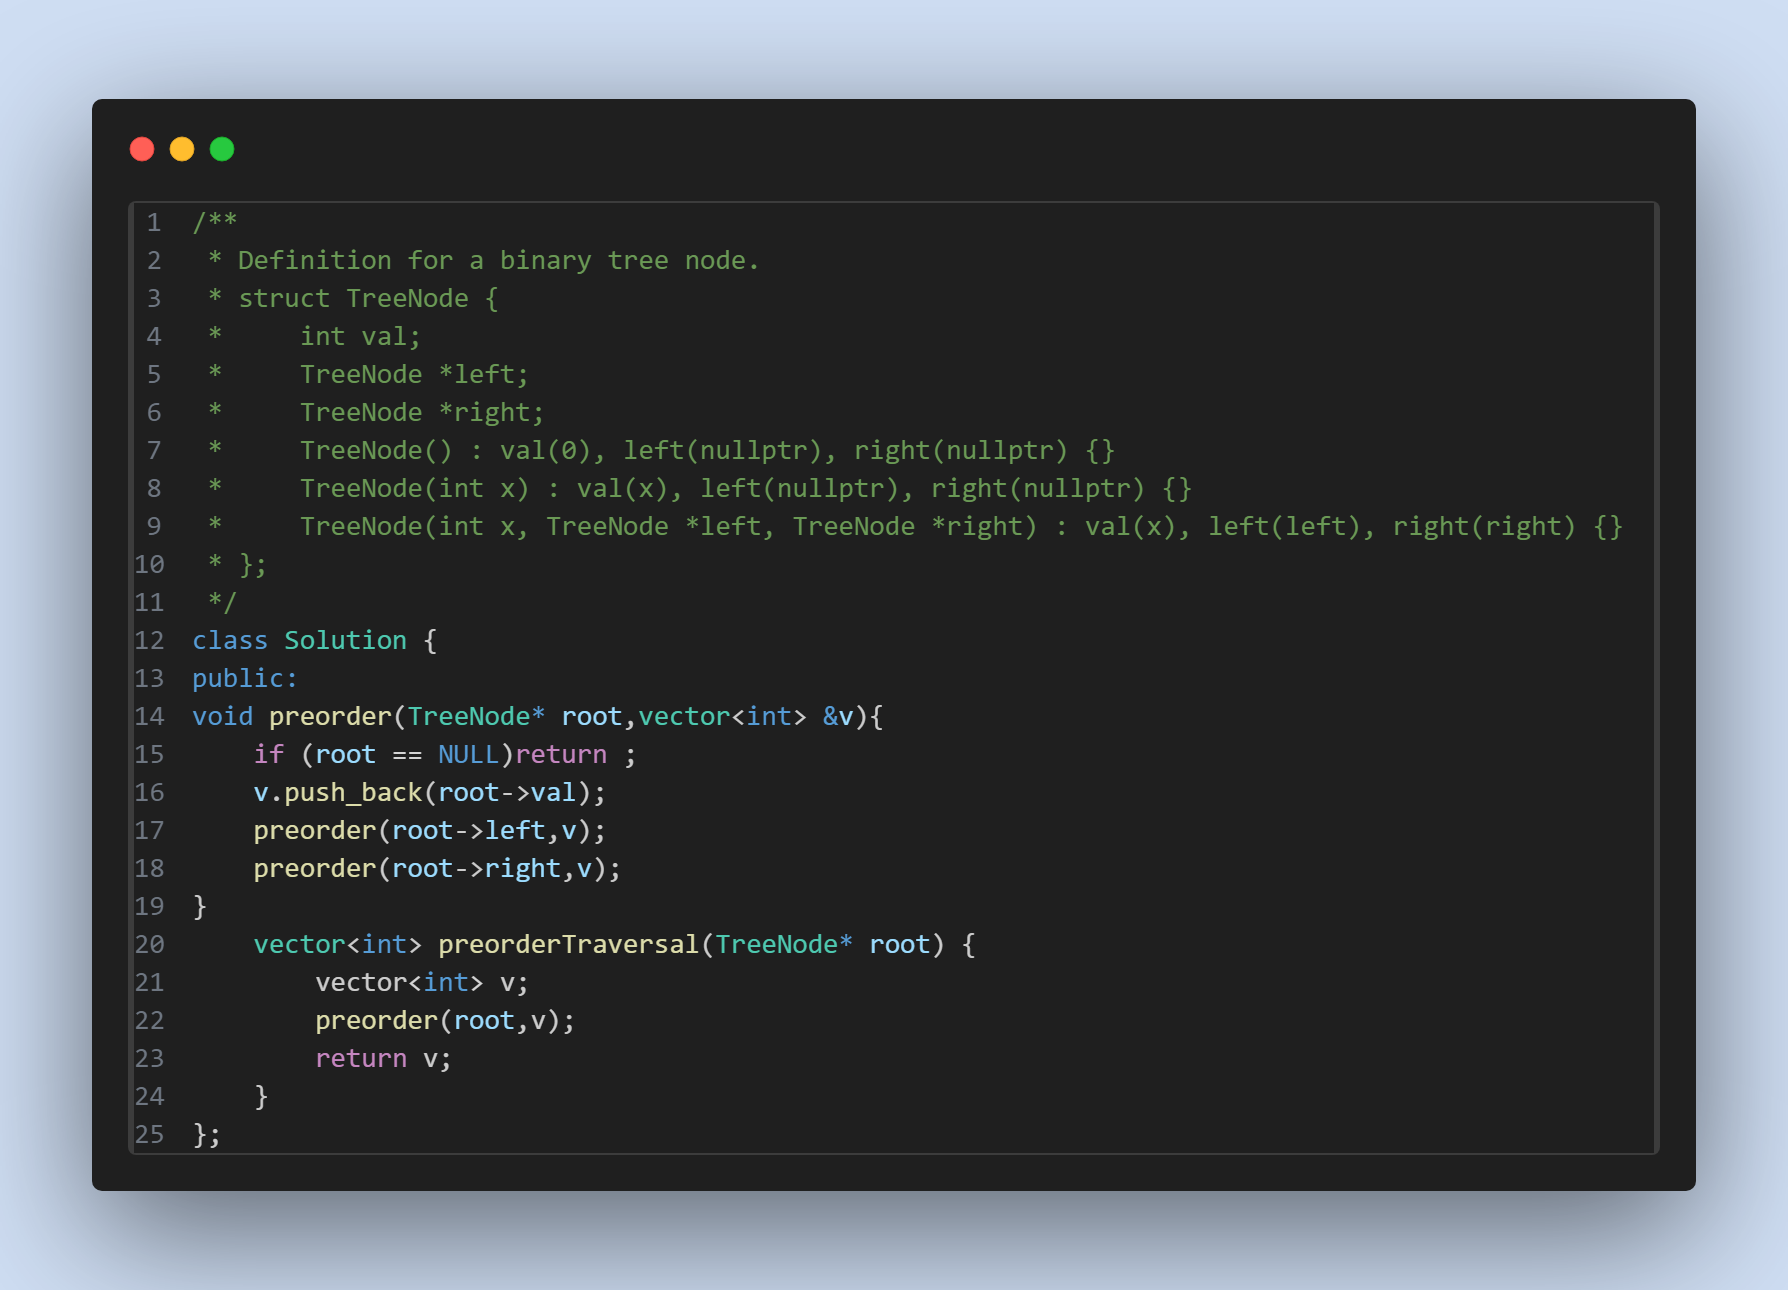 1 /**
2  * Definition for a binary tree node.
3  * struct TreeNode {
4  *     int val;
5  *     TreeNode *left;
6  *     TreeNode *right;
7  *     TreeNode() : val(0), left(nullptr), right(nullptr) {}
8  *     TreeNode(int x) : val(x), left(nullptr), right(nullptr) {}
9  *     TreeNode(int x, TreeNode *left, TreeNode *right) : val(x), left(left), right(right) {}
10  * };
11  */
12 class Solution {
13 public:
14 void preorder(TreeNode* root,vector<int> &v){
15     if (root == NULL)return ;
16     v.push_back(root->val);
17     preorder(root->left,v);
18     preorder(root->right,v);
19 }
20     vector<int> preorderTraversal(TreeNode* root) {
21         vector<int> v;
22         preorder(root,v);
23         return v;
24     }
25 };